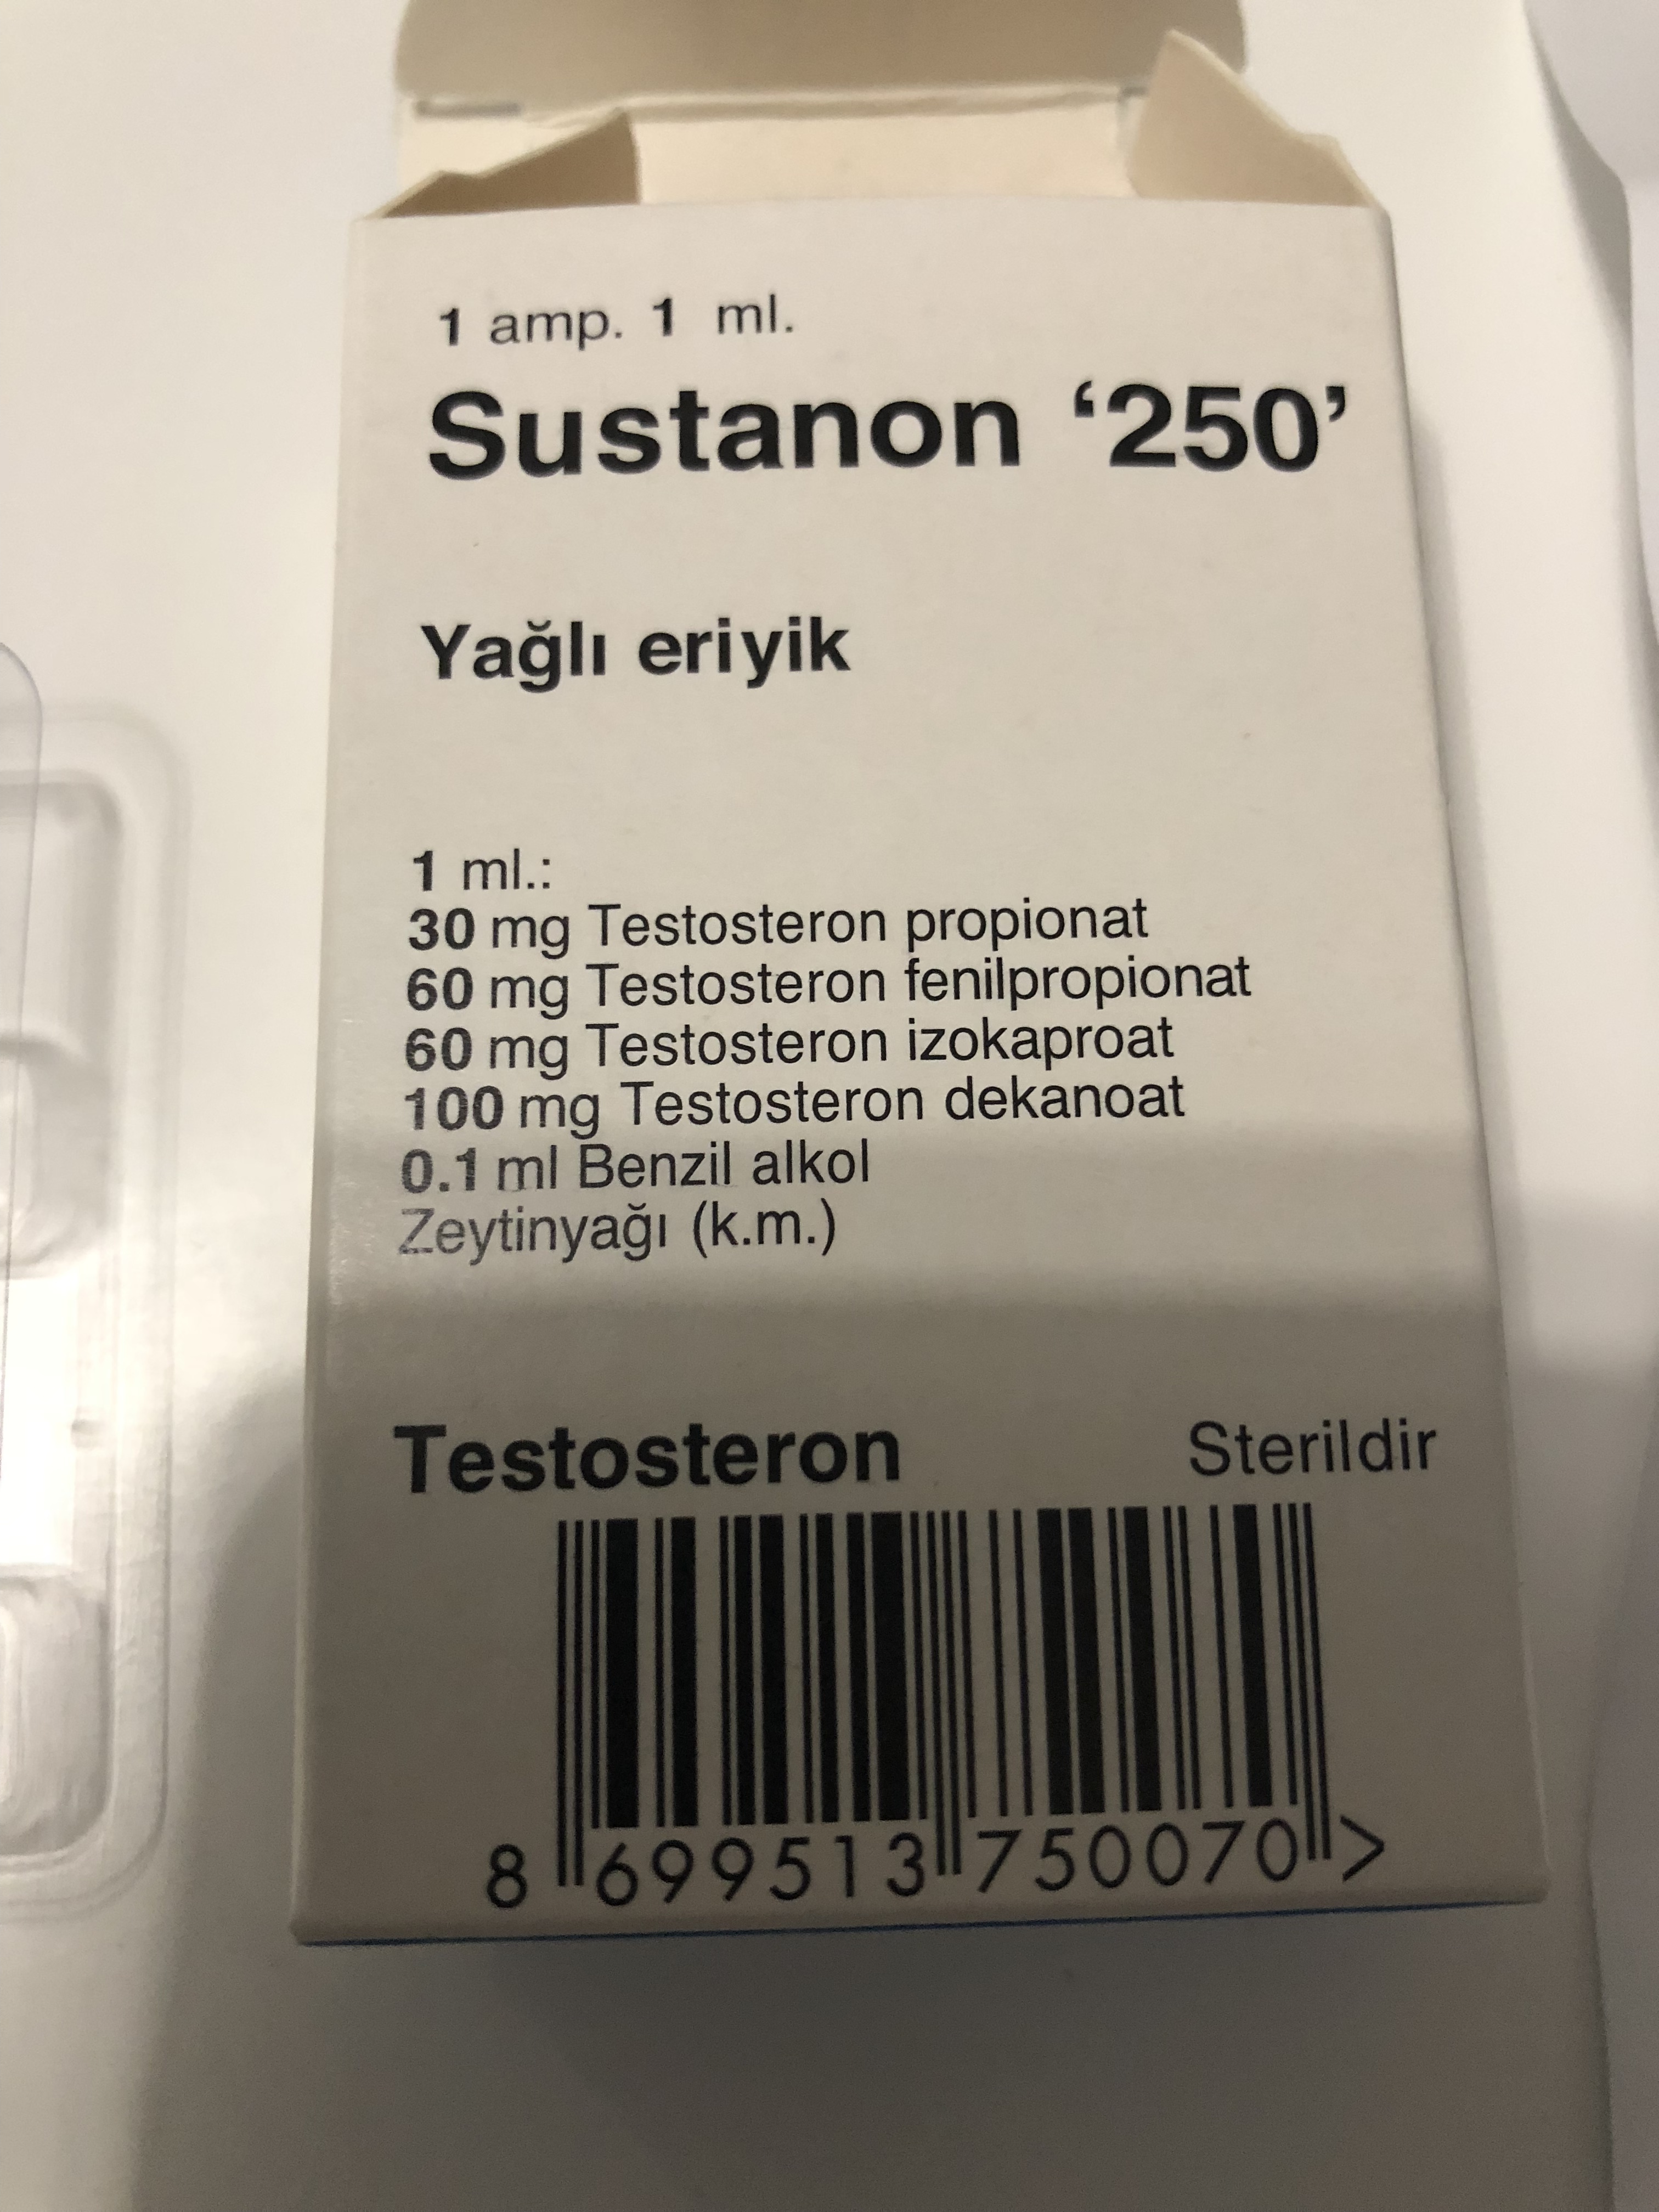 1 amp. 1 ml.
Sustanon ‘250’
Yağlı eriyik
1 ml.:
30 mg Testosteron propionat
60 mg Testosteron fenilpropionat
60 mg Testosteron izokaproat
100 mg Testosteron dekanoat
0.1 ml Benzil alkol
Zeytinyağı (k.m.)
Testosteron Sterildir
8 699513 750070 >